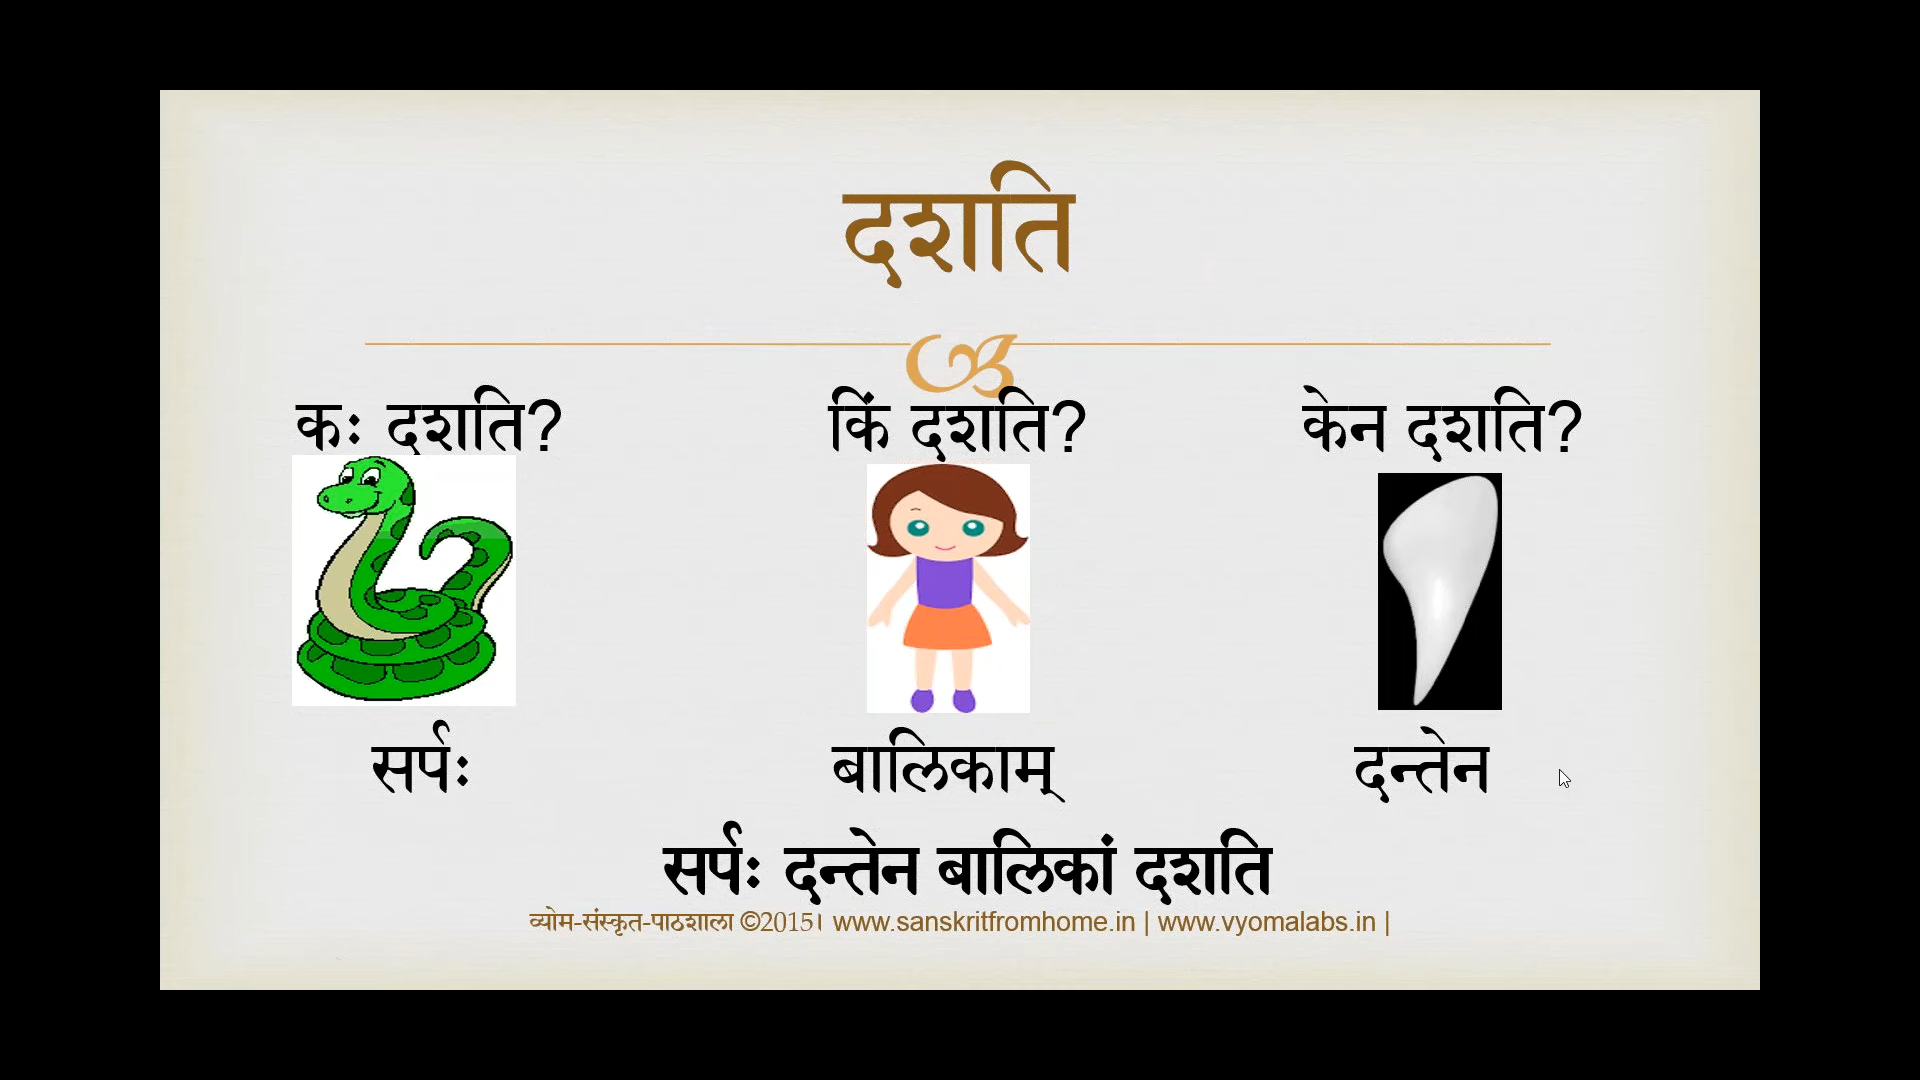 दशति
कः दशति? किं दशति? केन दशति?
सर्पः बालिकाम् दन्तेन
सर्पः दन्तेन बालिकां दशति
व्योम-संस्कृत-पाठशाला ©2015। www.sanskritfromhome.in | www.vyomalabs.in |